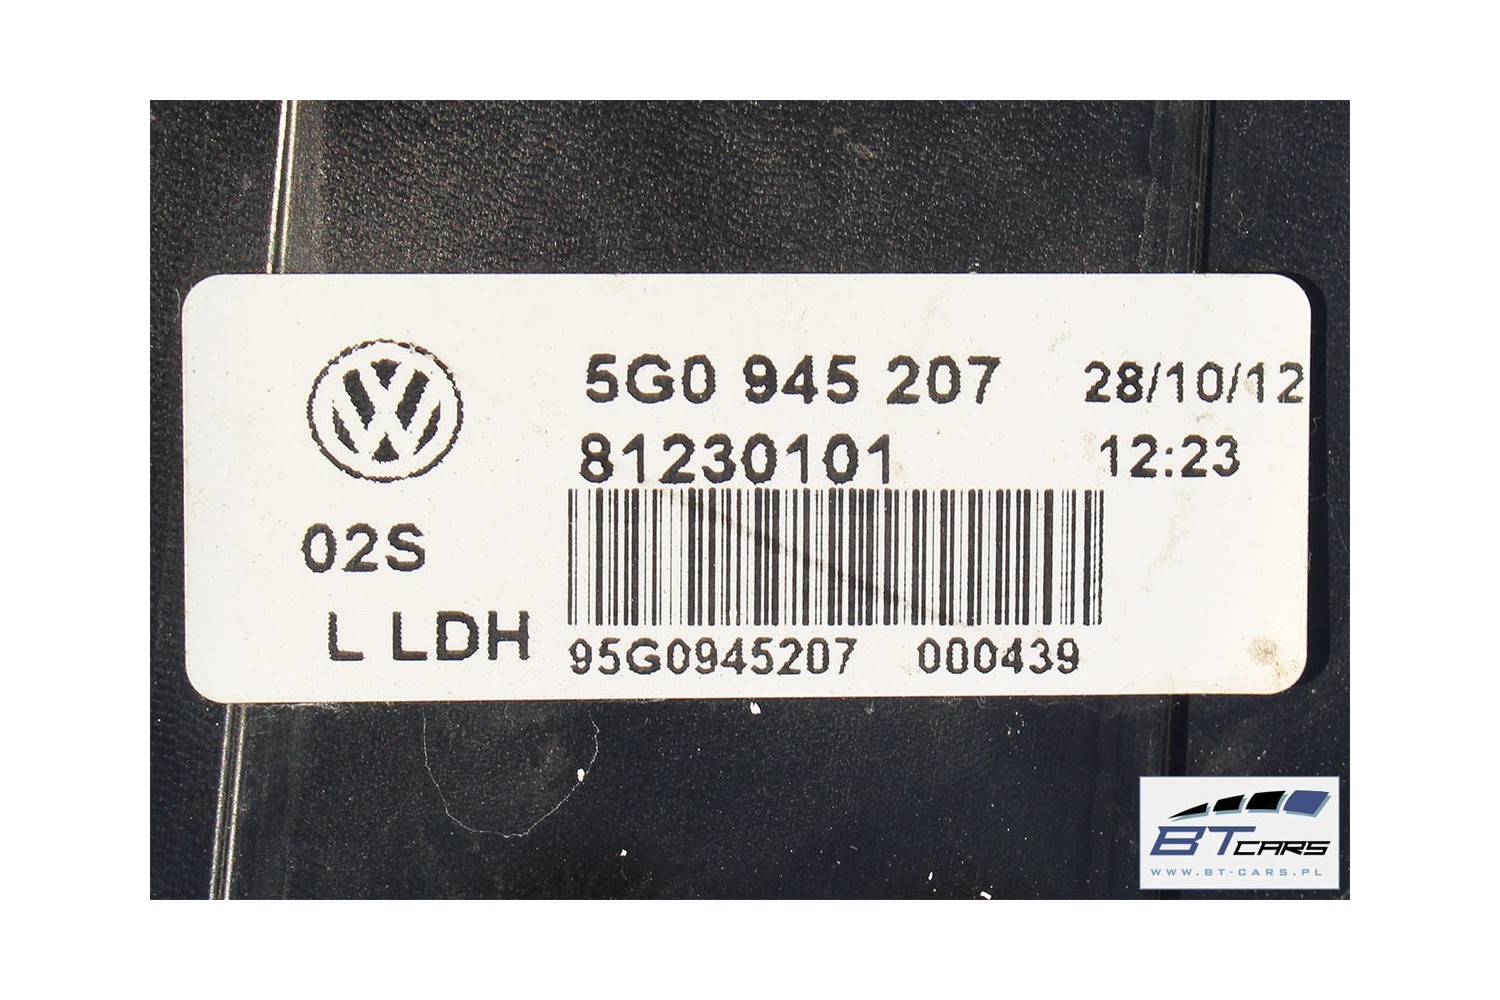 5G0 945 207 28/10/12
81230101 12:23
02S
L LDH
95G0945207 000439
BT CARS
WWW.BT-CARS.PL